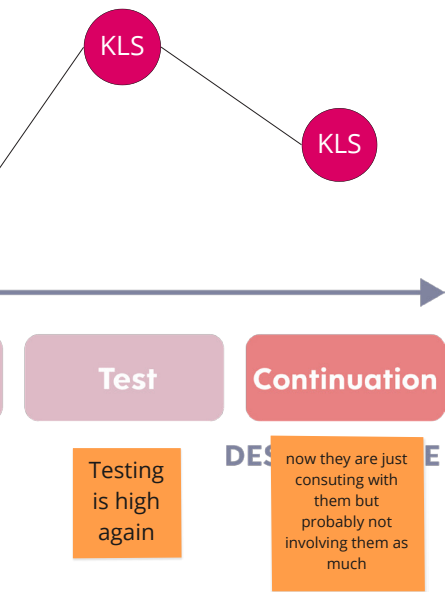 KLS
KLS
Test
Continuation
DES
E
Testing
is high
again
now they are just
consuting with
them but
probably not
involving them as
much